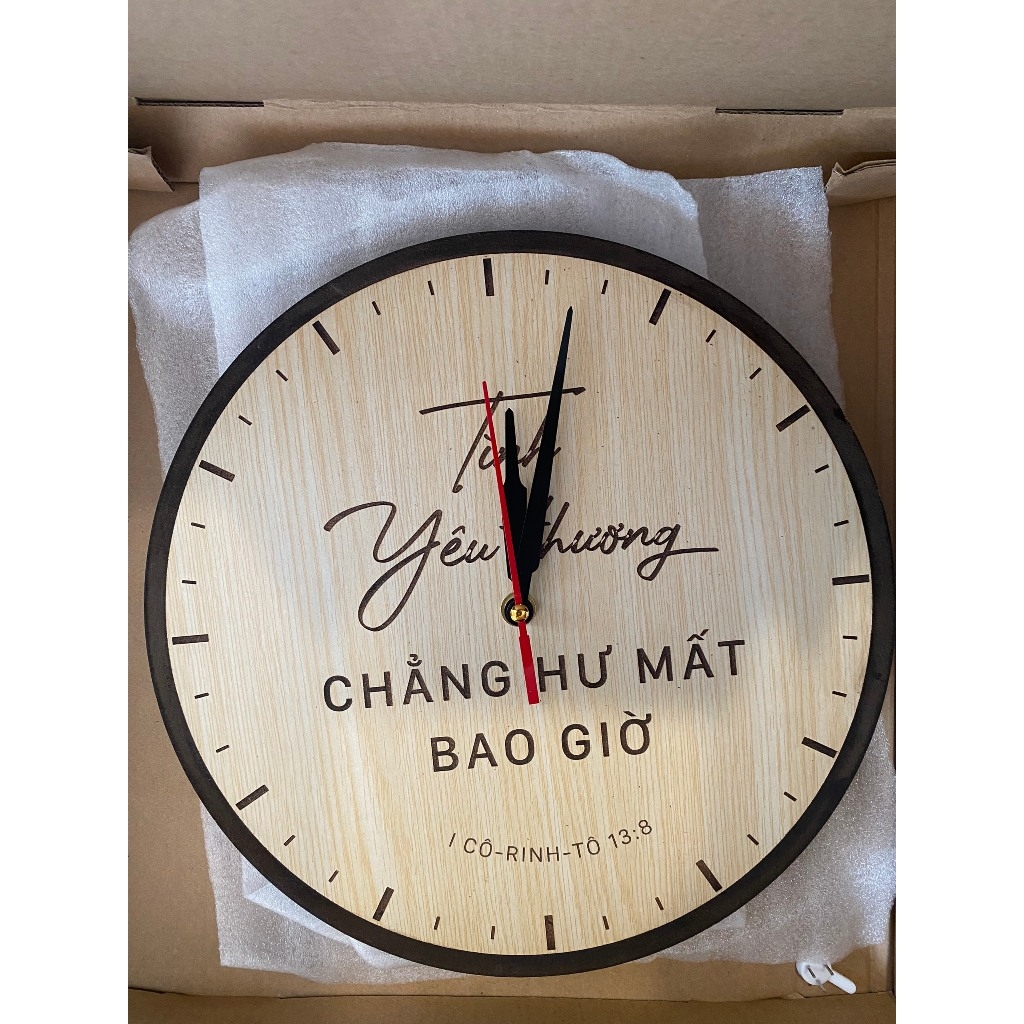 Tình
Yêu Thương
CHẲNG HƯ MẤT
BAO GIỜ
I CÔ-RINH-TÔ 13:8